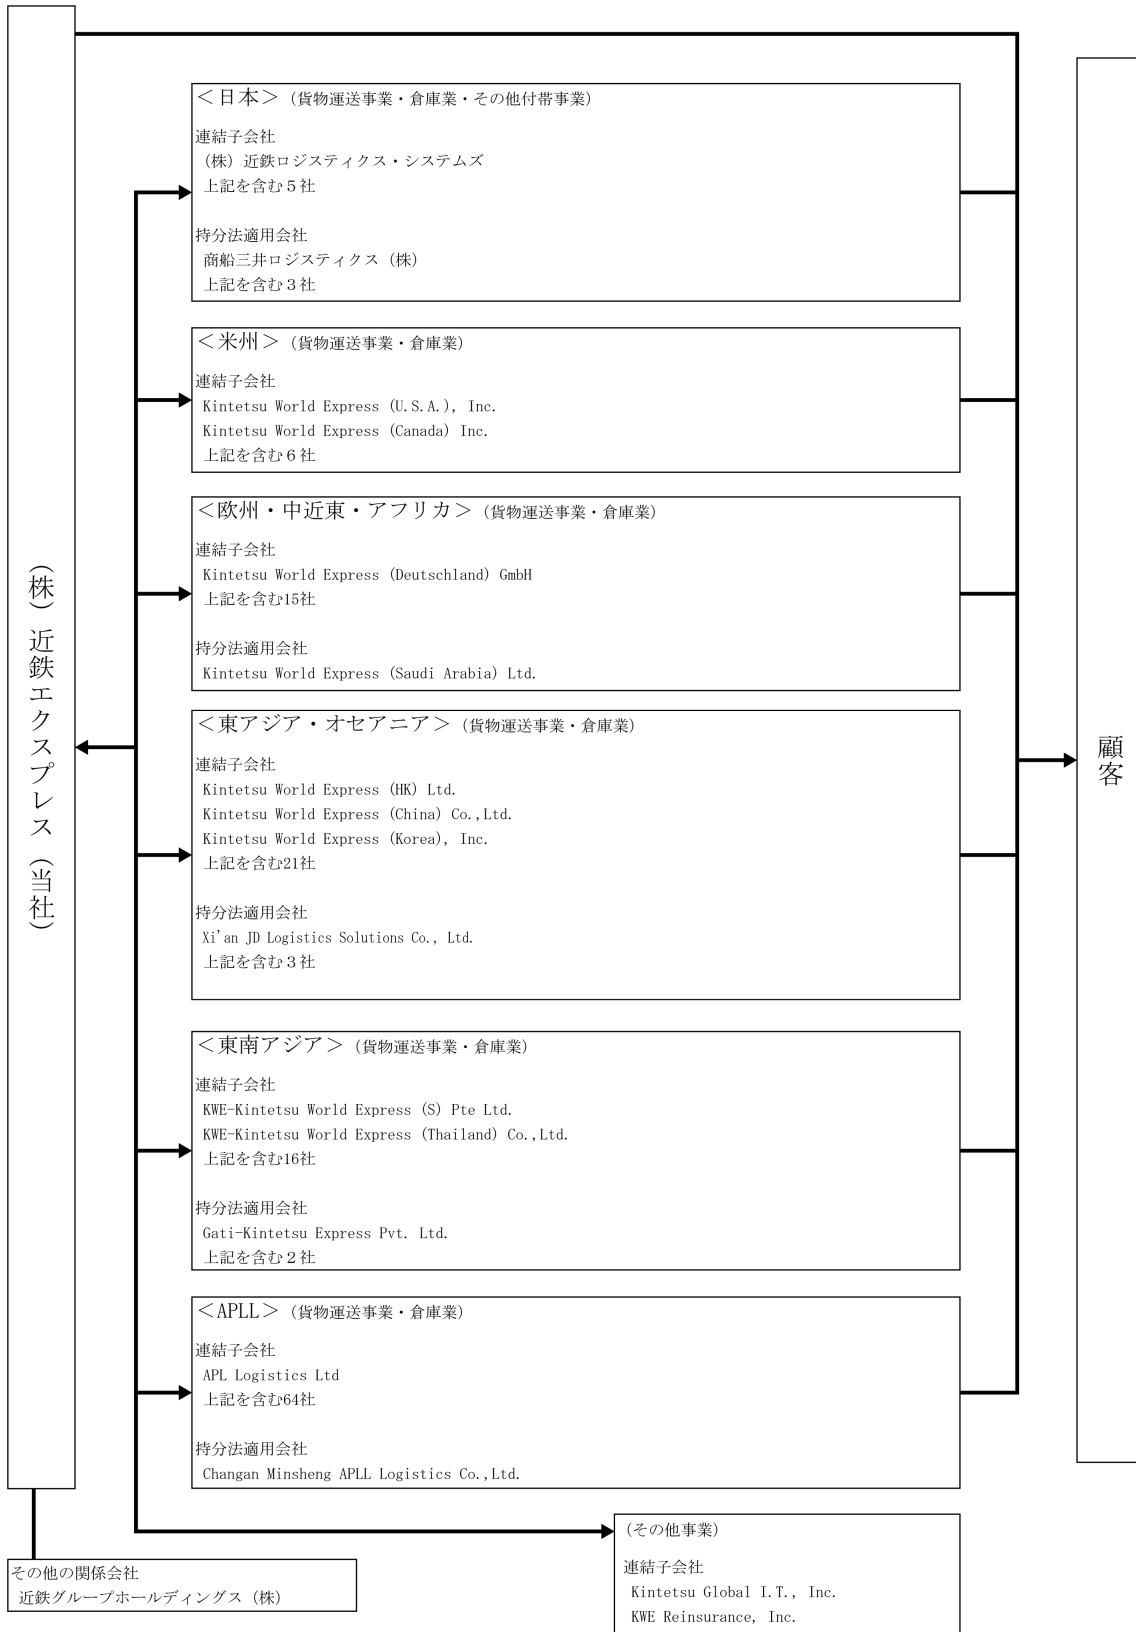 (株)近鉄エクスプレス(当社)
<日本>(貨物運送事業・倉庫業・その他付帯事業)
連結子会社
(株)近鉄ロジスティクス・システムズ
上記を含む5社
持分法適用会社
商船三井ロジスティクス(株)
上記を含む3社
<米州>(貨物運送事業・倉庫業)
連結子会社
Kintetsu World Express (U.S.A.), Inc.
Kintetsu World Express (Canada) Inc.
上記を含む6社
<欧州・中近東・アフリカ>(貨物運送事業・倉庫業)
連結子会社
Kintetsu World Express (Deutschland) GmbH
上記を含む15社
持分法適用会社
Kintetsu World Express (Saudi Arabia) Ltd.
<東アジア・オセアニア>(貨物運送事業・倉庫業)
連結子会社
Kintetsu World Express (HK) Ltd.
Kintetsu World Express (China) Co.,Ltd.
Kintetsu World Express (Korea), Inc.
上記を含む21社
持分法適用会社
Xi'an JD Logistics Solutions Co., Ltd.
上記を含む3社
<東南アジア>(貨物運送事業・倉庫業)
連結子会社
KWE-Kintetsu World Express (S) Pte Ltd.
KWE-Kintetsu World Express (Thailand) Co.,Ltd.
上記を含む16社
持分法適用会社
Gati-Kintetsu Express Pvt. Ltd.
上記を含む2社
<APLL>(貨物運送事業・倉庫業)
連結子会社
APL Logistics Ltd
上記を含む64社
持分法適用会社
Changan Minsheng APLL Logistics Co.,Ltd.
(その他事業)
連結子会社
Kintetsu Global I.T., Inc.
KWE Reinsurance, Inc.
その他の関係会社
近鉄グループホールディングス(株)
顧客